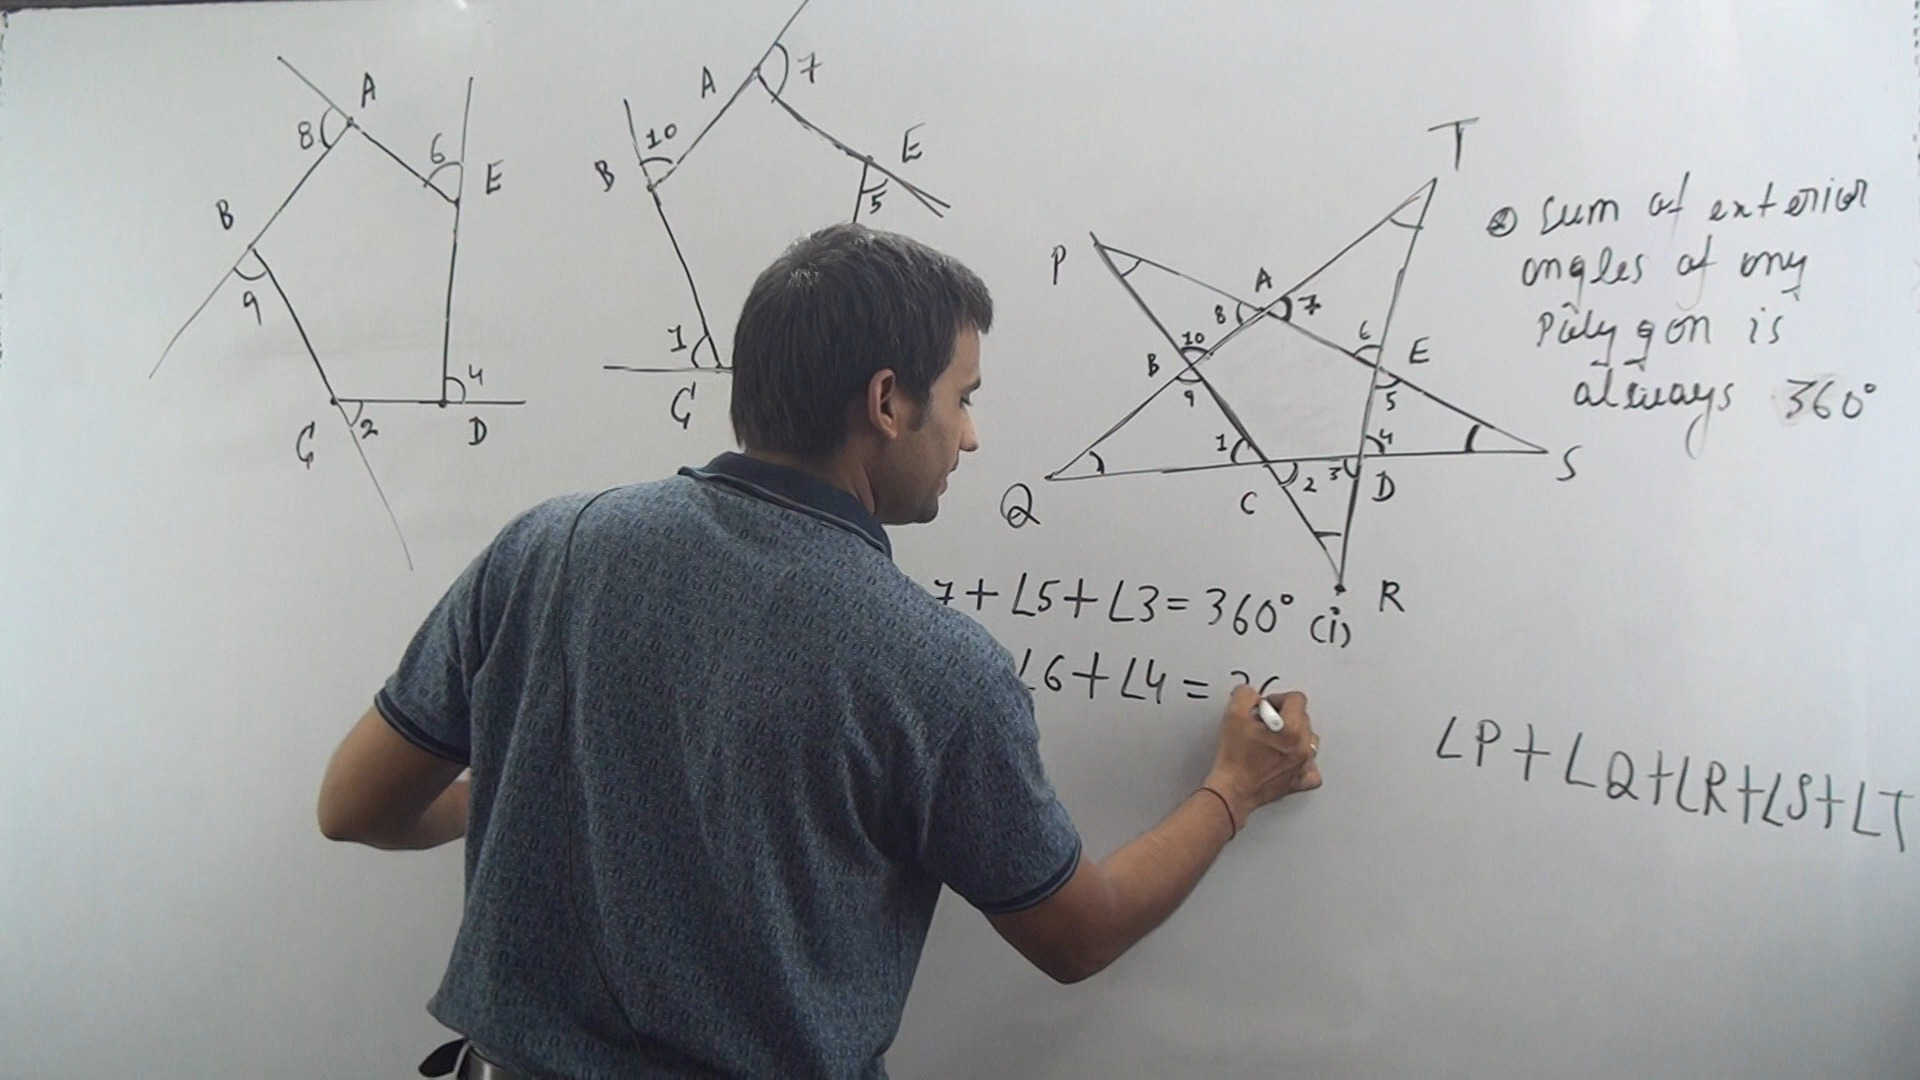 A
8
6
E
B
9
4
G
2
D
A
7
10
B
E
5
1
G
T
P
A
8
7
10
6
E
B
9
5
1
4
S
2
3
D
C
Q
R
sum of exterior
angles of any
Polygon is
always 360°
7+∠5+∠3=360° (i)
∠6+∠4=36
∠P+∠Q+∠R+∠S+∠T